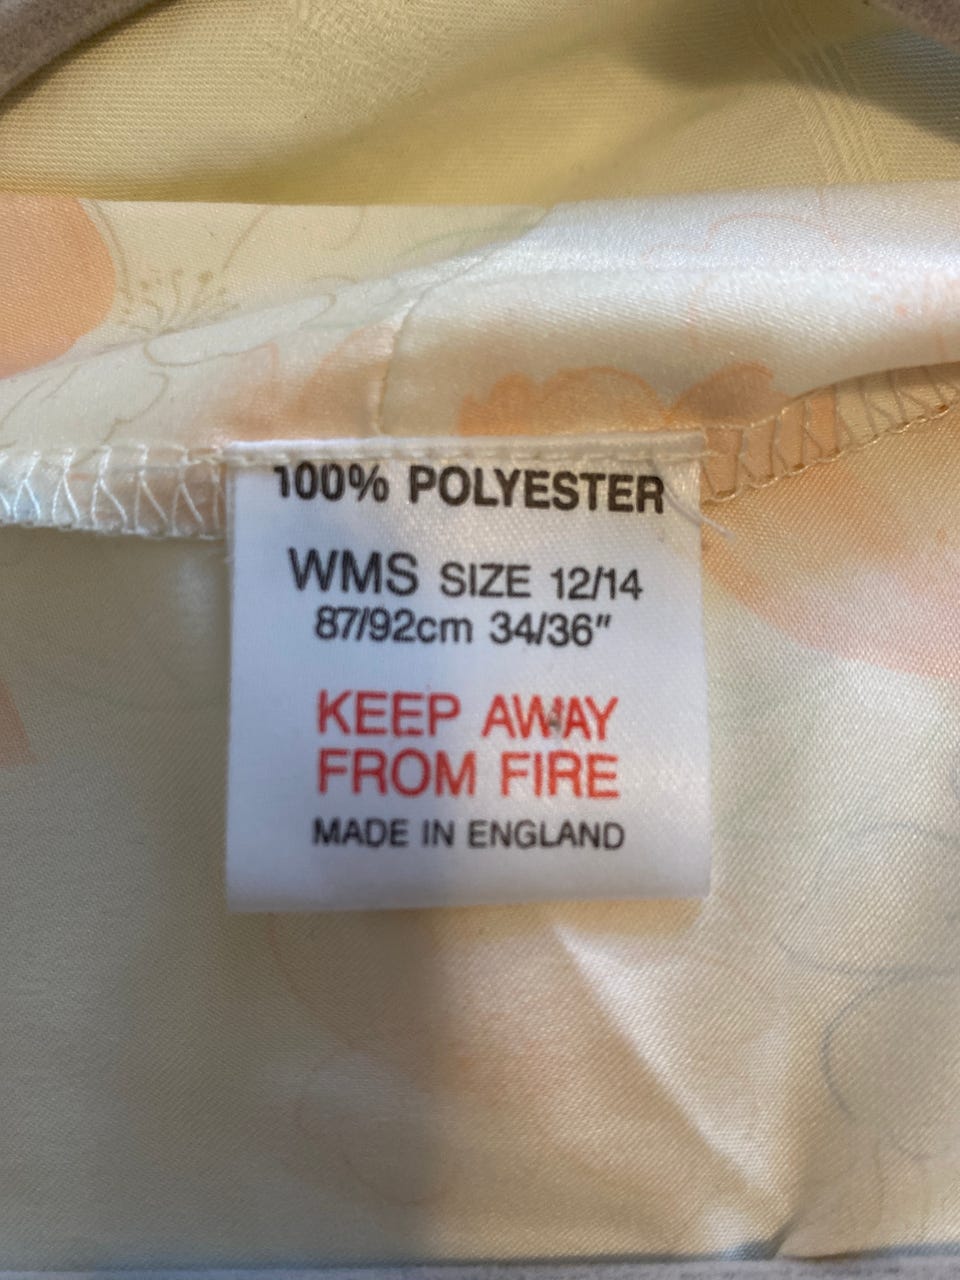 100% POLYESTER
WMS SIZE 12/14
87/92cm 34/36"
KEEP AWAY
FROM FIRE
MADE IN ENGLAND